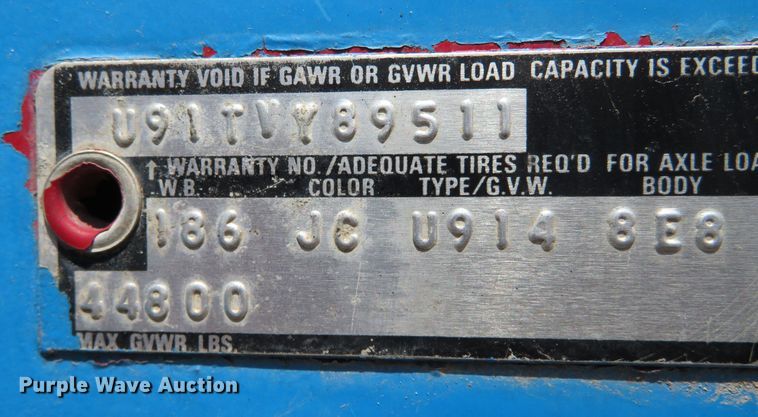 WARRANTY VOID IF GAWR OR GVWR LOAD CAPACITY IS EXCEED
U91TVY89511
↑ WARRANTY NO./ADEQUATE TIRES REQ'D FOR AXLE LOA
W.B. COLOR TYPE/G.V.W. BODY
186 JC U914 8E8
44800
MAX. GVWR LBS.
Purple Wave Auction